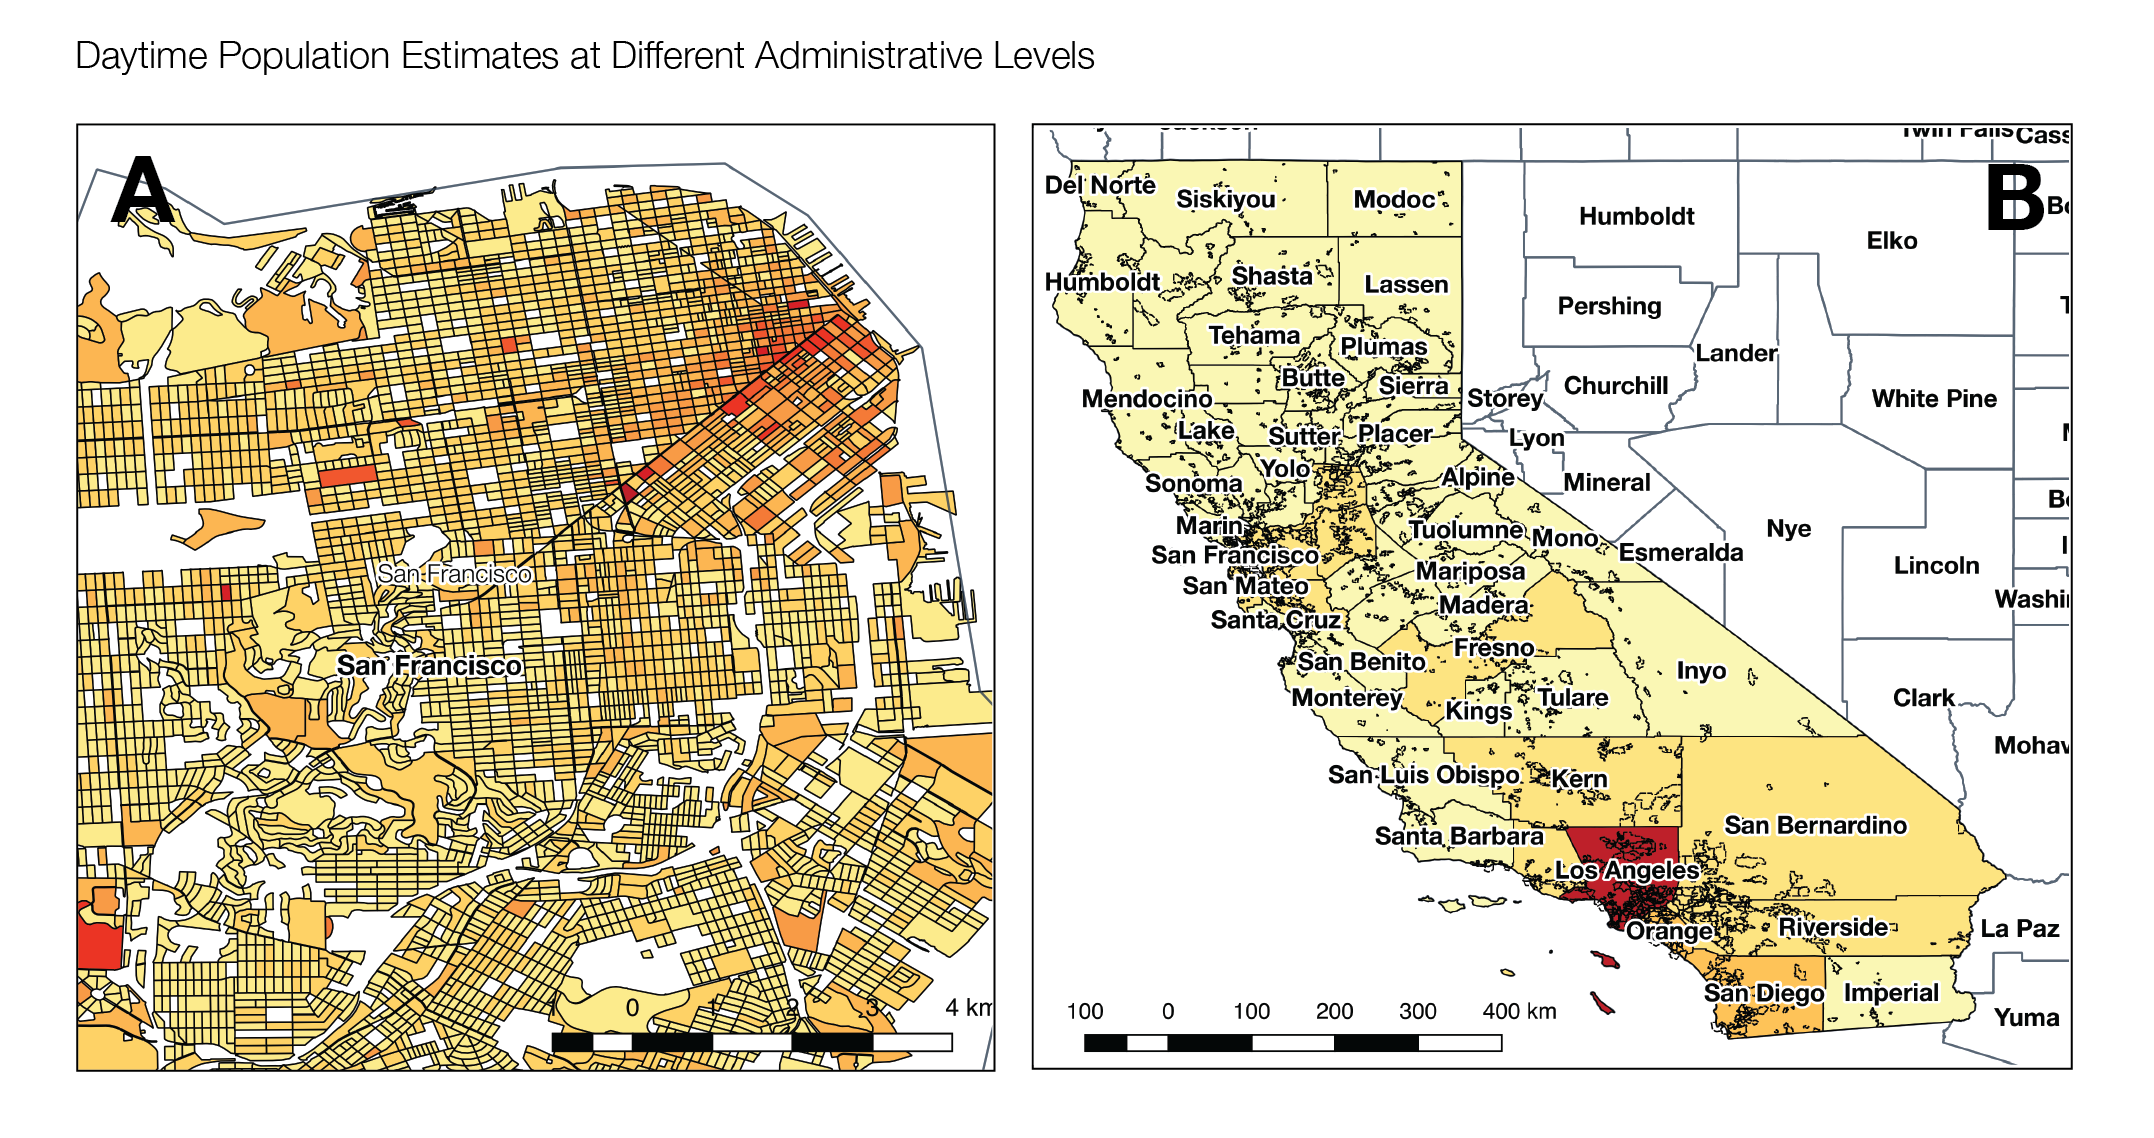 Daytime Population Estimates at Different Administrative Levels
A
San Francisco
San Francisco
1 0 1 2 3 4 km
B
Twin Falls Cass
Del Norte
Siskiyou
Modoc
Humboldt
Elko
Humboldt
Shasta
Lassen
Pershing
Tehama
Plumas
Lander
Butte
Sierra
Storey
Churchill
White Pine
Mendocino
Lake
Sutter
Placer
Lyon
Yolo
Sonoma
Alpine
Mineral
Marin
Tuolumne
Mono
Nye
San Francisco
Esmeralda
Lincoln
San Mateo
Mariposa
Santa Cruz
Madera
Washi
San Benito
Fresno
Inyo
Monterey
Kings
Tulare
Clark
Mohav
San Luis Obispo
Kern
Santa Barbara
San Bernardino
Los Angeles
Orange
Riverside
La Paz
San Diego
Imperial
Yuma
100 0 100 200 300 400 km